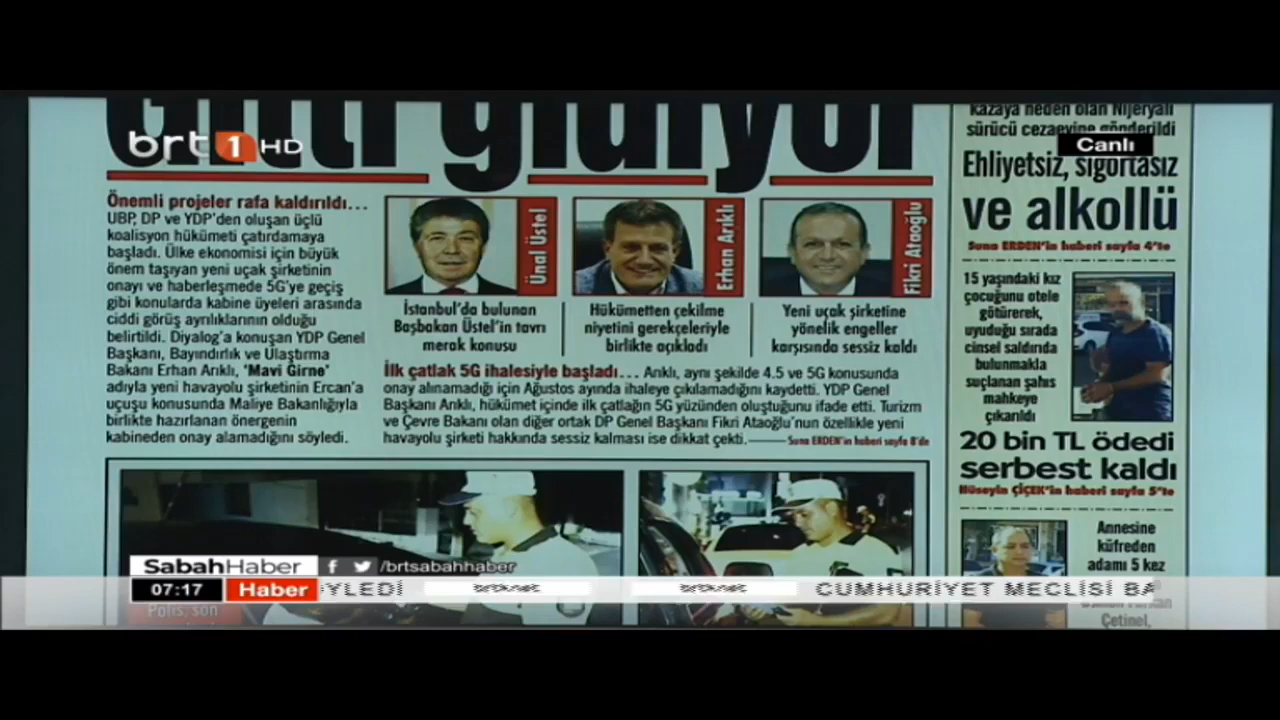 gidiyor
brt 1 HD
Canlı
Önemli projeler rafa kaldırıldı...
UBP, DP ve YDP'den oluşan üçlü
koalisyon hükümeti çatırdamaya
başladı. Ülke ekonomisi için büyük
önem taşıyan yeni uçak şirketinin
onayı ve haberleşmede 5G'ye geçiş
gibi konularda kabine üyeleri arasında
ciddi görüş ayrılıklarının olduğu
belirtildi. Diyalog'a konuşan YDP Genel
Başkanı, Bayındırlık ve Ulaştırma
Bakanı Erhan Arıklı, 'Mavi Girne'
adıyla yeni havayolu şirketinin Ercan'a
uçuşu konusunda Maliye Bakanlığıyla
birlikte hazırlanan önergenin
kabineden onay alamadığını söyledi.
Ünal Üstel
İstanbul'da bulunan
Başbakan Üstel'in tavrı
merak konusu
Erhan Arıklı
Hükümetten çekilme
niyetini gerekçeleriyle
birlikte açıkladı
Fikri Ataoğlu
Yeni uçak şirketine
yönelik engeller
karşısında sessiz kaldı
İlk çatlak 5G ihalesiyle başladı... Arıklı, aynı şekilde 4.5 ve 5G konusunda
onay alınamadığı için Ağustos ayında ihaleye çıkılamadığını kaydetti. YDP Genel
Başkanı Arıklı, hükümet içinde ilk çatlağın 5G yüzünden oluştuğunu ifade etti. Turizm
ve Çevre Bakanı olan diğer ortak DP Genel Başkanı Fikri Ataoğlu'nun özellikle yeni
havayolu şirketi hakkında sessiz kalması ise dikkat çekti. Suna ERDEN'in haberi sayfa 8'de
kazaya neden olan Nijeryalı
sürücü cezaevine gönderildi
Ehliyetsiz, sigortasız
ve alkollü
Suna ERDEN'in haberi sayfa 4'te
15 yaşındaki kız
çocuğunu otele
götürerek,
uyuduğu sırada
cinsel saldırıda
bulunmakla
suçlanan şahıs
mahkeye
çıkarıldı
20 bin TL ödedi
serbest kaldı
Hüseyin ÇİÇEK'in haberi sayfa 5'te
Annesine
küfreden
adamı 5 kez
Çetinel,
SabahHaber
/brtsabahhaber
07:17 Haber YLEDİ brtk.net brtk.net CUMHURİYET MECLİSİ BA
Polis, son